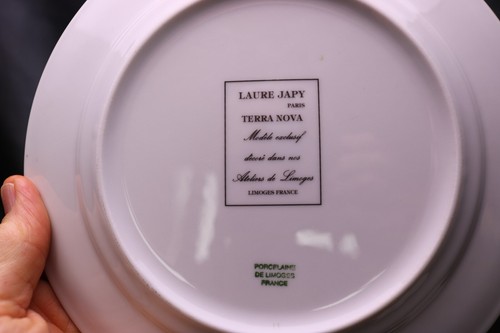 LAURE JAPY
PARIS
TERRA NOVA
Modèle exclusif
décoré dans nos
Ateliers de Limoges
LIMOGES FRANCE
PORCELAINE
DE LIMOGES
FRANCE